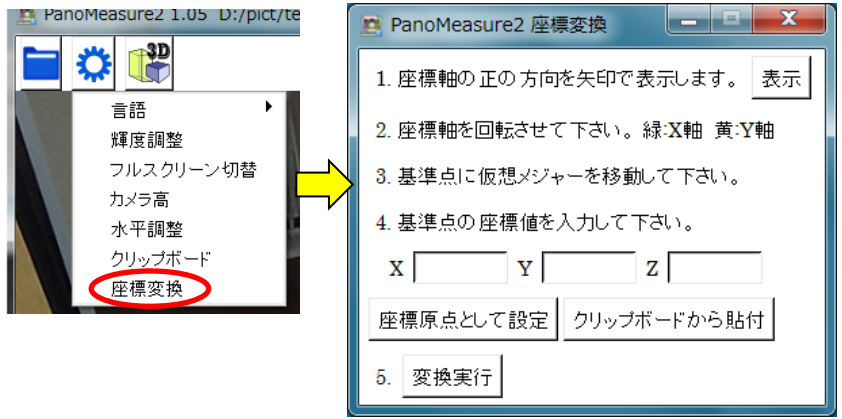 PanoMeasure2 1.05 D:/pict/te
3D
言語
輝度調整
フルスクリーン切替
カメラ高
水平調整
クリップボード
座標変換
PanoMeasure2 座標変換
1. 座標軸の正の方向を矢印で表示します。 表示
2. 座標軸を回転させて下さい。緑:X軸 黄:Y軸
3. 基準点に仮想メジャーを移動して下さい。
4. 基準点の座標値を入力して下さい。
X Y Z
座標原点として設定 クリップボードから貼付
5. 変換実行